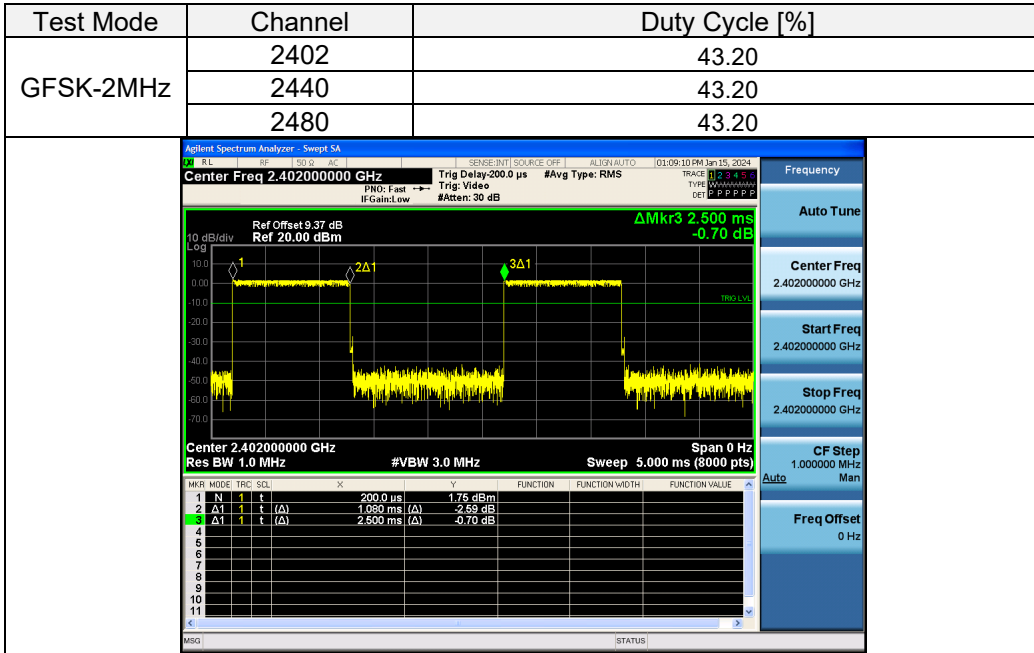 Test Mode Channel Duty Cycle [%]
GFSK-2MHz
2402 43.20
2440 43.20
2480 43.20
Agilent Spectrum Analyzer - Swept SA
RL RF 50 Ω AC SENSE:INT SOURCE OFF ALIGN AUTO 01:09:10 PM Jan 15, 2024
Center Freq 2.402000000 GHz
PNO: Fast
IFGain:Low
Trig Delay-200.0 µs
Trig: Video
#Atten: 30 dB
#Avg Type: RMS
TRACE 1 2 3 4 5 6
TYPE
DET P P P P P P
Frequency
Auto Tune
Center Freq
2.402000000 GHz
Start Freq
2.402000000 GHz
Stop Freq
2.402000000 GHz
CF Step
1.000000 MHz
Auto Man
Freq Offset
0 Hz
ΔMkr3 2.500 ms
-0.70 dB
Ref Offset 9.37 dB
10 dB/div Ref 20.00 dBm
Log
10.0
0.00
-10.0
-20.0
-30.0
-40.0
-50.0
-60.0
-70.0
1
2Δ1
3Δ1
TRIG LVL
Center 2.402000000 GHz Span 0 Hz
Res BW 1.0 MHz #VBW 3.0 MHz Sweep 5.000 ms (8000 pts)
MKR MODE TRC SCL X Y FUNCTION FUNCTION WIDTH FUNCTION VALUE
1 N 1 t 200.0 µs 1.75 dBm
2 Δ1 1 t (Δ) 1.080 ms (Δ) -2.59 dB
3 Δ1 1 t (Δ) 2.500 ms (Δ) -0.70 dB
4
5
6
7
8
9
10
11
MSG STATUS